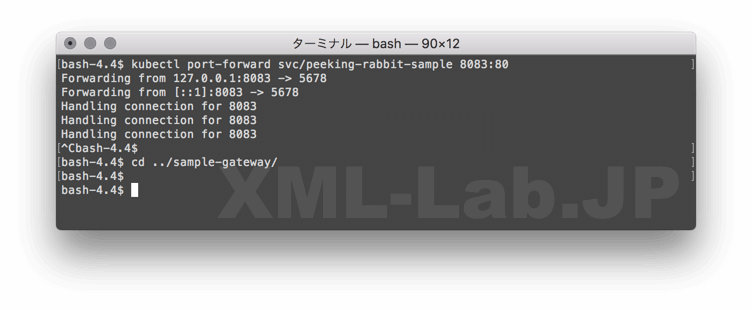 ターミナル — bash — 90×12
[bash-4.4$ kubectl port-forward svc/peeking-rabbit-sample 8083:80 ]
Forwarding from 127.0.0.1:8083 -> 5678
Forwarding from [::1]:8083 -> 5678
Handling connection for 8083
Handling connection for 8083
Handling connection for 8083
[^Cbash-4.4$ ]
[bash-4.4$ cd ../sample-gateway/ ]
[bash-4.4$ ]
bash-4.4$
XML-Lab.JP